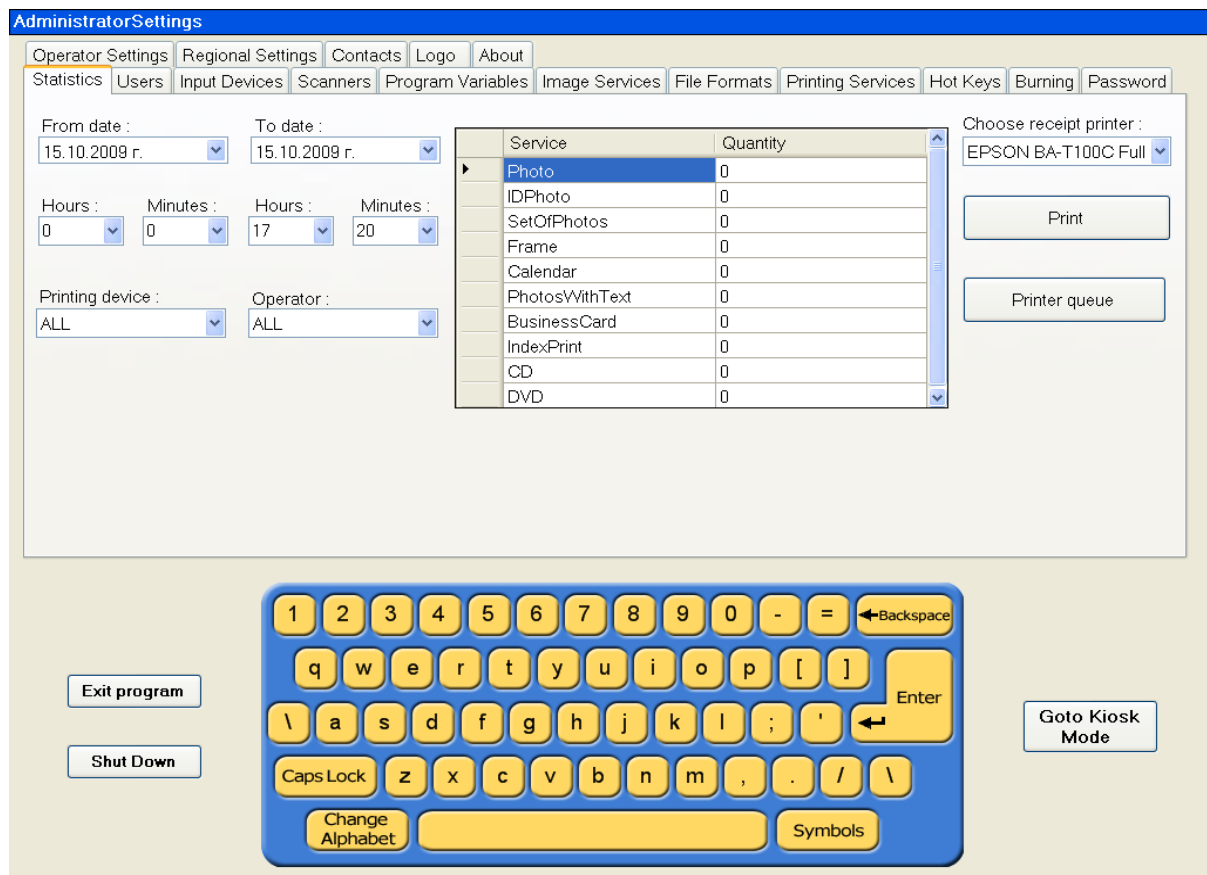 AdministratorSettings
Operator Settings Regional Settings Contacts Logo About
Statistics Users Input Devices Scanners Program Variables Image Services File Formats Printing Services Hot Keys Burning Password
From date : To date :
15.10.2009 г. 15.10.2009 г.
Hours : Minutes : Hours : Minutes :
0 0 17 20
Printing device : Operator :
ALL ALL
Service Quantity
Photo 0
IDPhoto 0
SetOfPhotos 0
Frame 0
Calendar 0
PhotosWithText 0
BusinessCard 0
IndexPrint 0
CD 0
DVD 0
Choose receipt printer :
EPSON BA-T100C Full
Print
Printer queue
Exit program
Shut Down
1 2 3 4 5 6 7 8 9 0 - = Backspace
q w e r t y u i o p [ ]
Enter
\ a s d f g h j k l ; '
Caps Lock z x c v b n m , . / \
Change
Alphabet
Symbols
Goto Kiosk
Mode